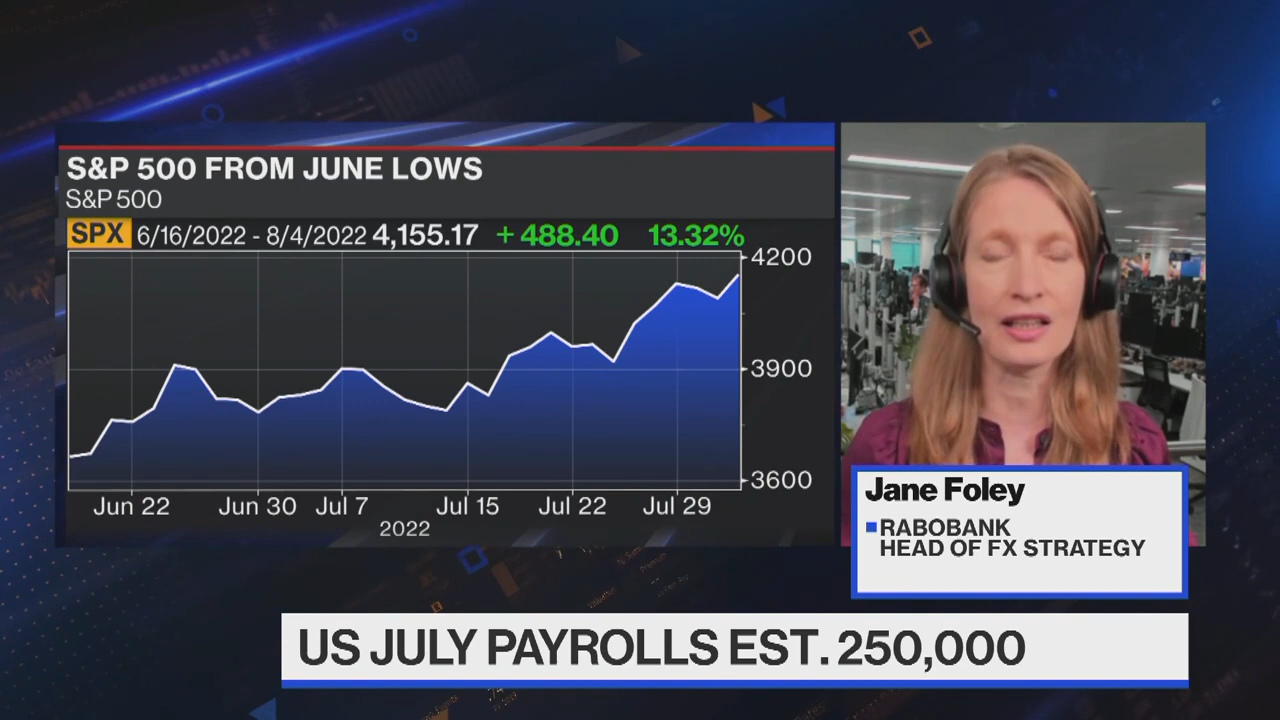 S&P 500 FROM JUNE LOWS
S&P 500
SPX 6/16/2022 - 8/4/2022 4,155.17 +488.40 13.32%
4200
3900
3600
Jun 22 Jun 30 Jul 7 Jul 15 Jul 22 Jul 29
2022
Jane Foley
RABOBANK
HEAD OF FX STRATEGY
US JULY PAYROLLS EST. 250,000